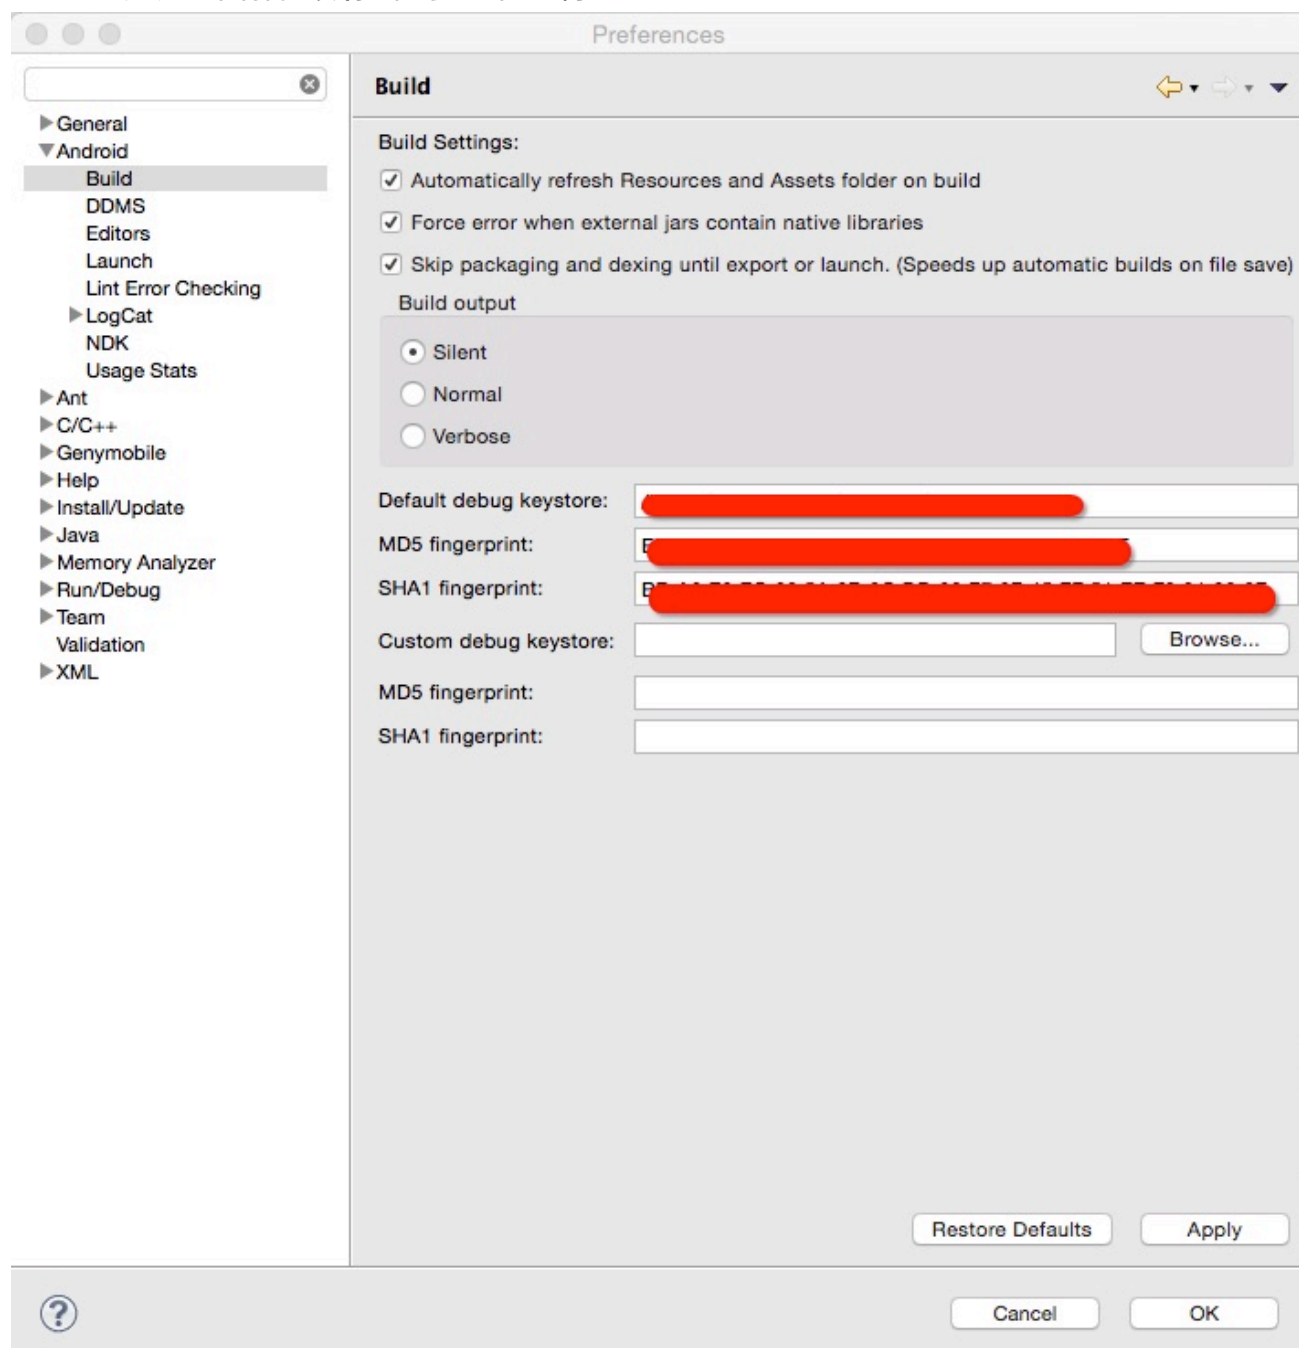 Preferences
Build
General
Android
Build
DDMS
Editors
Launch
Lint Error Checking
LogCat
NDK
Usage Stats
Ant
C/C++
Genymobile
Help
Install/Update
Java
Memory Analyzer
Run/Debug
Team
Validation
XML
Build Settings:
Automatically refresh Resources and Assets folder on build
Force error when external jars contain native libraries
Skip packaging and dexing until export or launch. (Speeds up automatic builds on file save)
Build output
Silent
Normal
Verbose
Default debug keystore:
MD5 fingerprint:
SHA1 fingerprint:
Custom debug keystore:
Browse...
MD5 fingerprint:
SHA1 fingerprint:
Restore Defaults
Apply
?
Cancel
OK